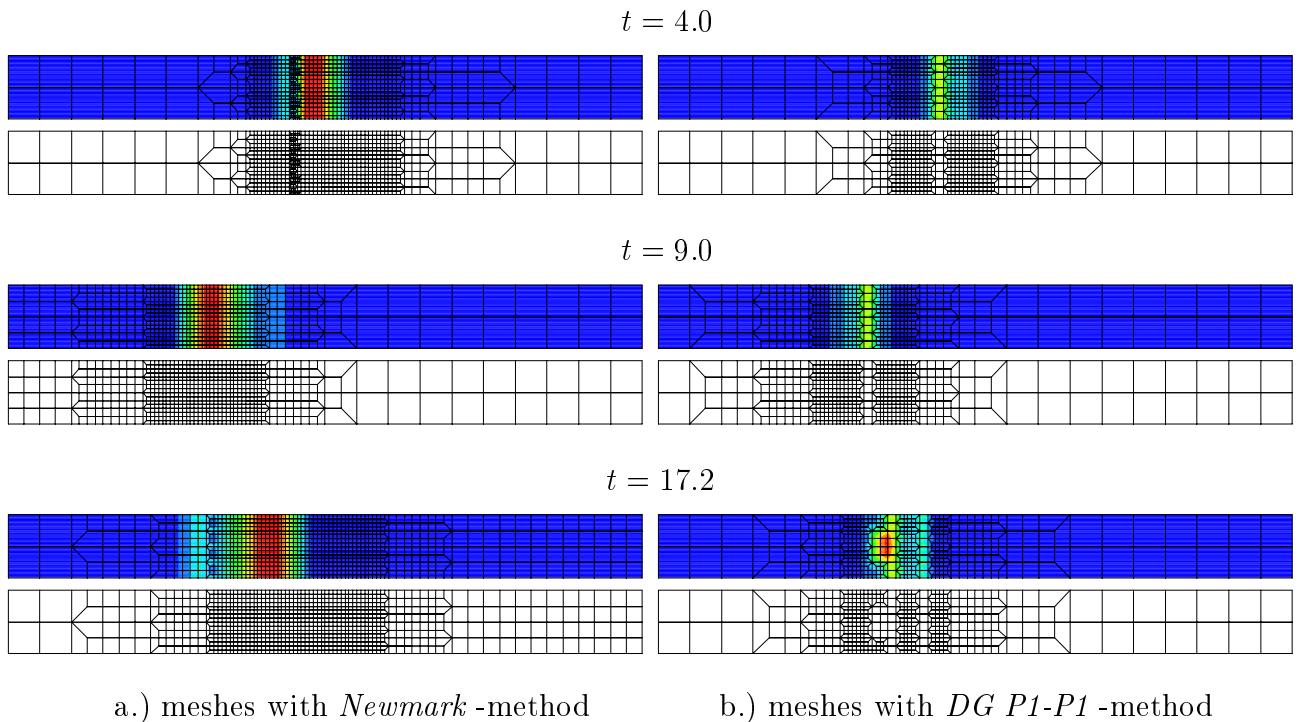 t = 4.0
t = 9.0
t = 17.2
a.) meshes with Newmark -method
b.) meshes with DG P1-P1 -method